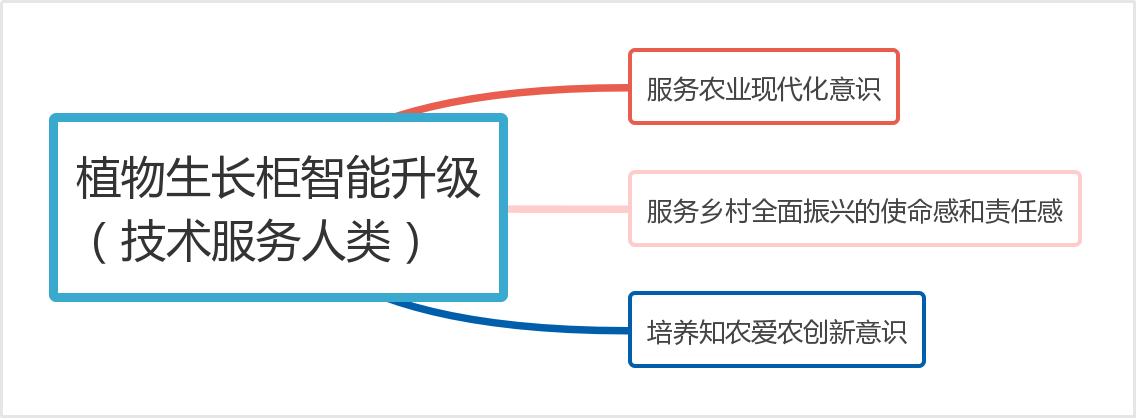 植物生长柜智能升级
（技术服务人类）
服务农业现代化意识
服务乡村全面振兴的使命感和责任感
培养知农爱农创新意识